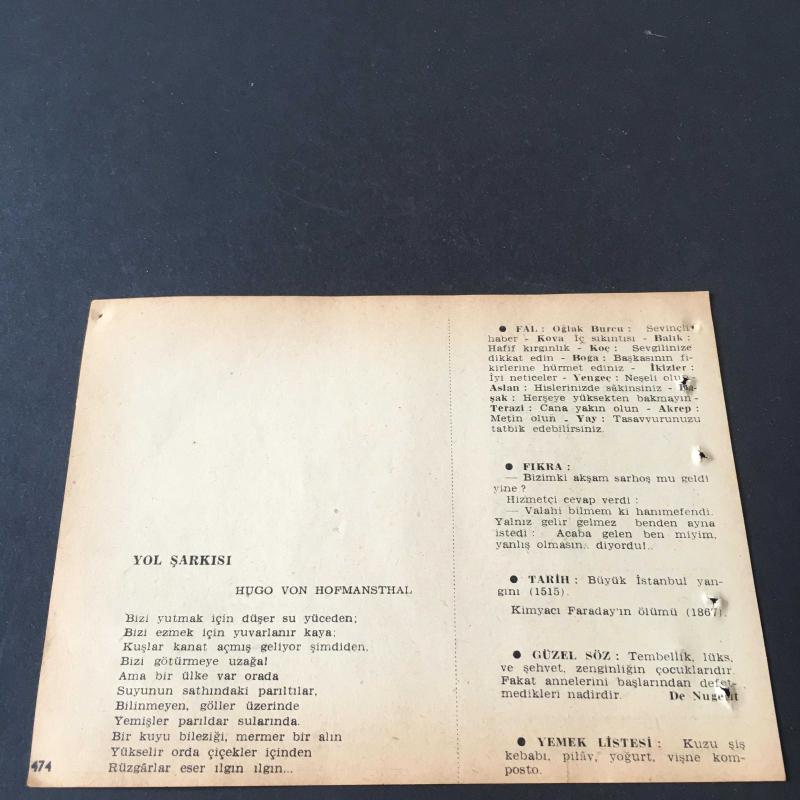 YOL ŞARKISI
HUGO VON HOFMANSTHAL
Bizi yutmak için düşer su yüceden;
Bizi ezmek için yuvarlanır kaya;
Kuşlar kanat açmış geliyor şimdiden,
Bizi götürmeye uzağa!
Ama bir ülke var orada
Suyunun sathındaki parıltılar,
Bilinmeyen, göller üzerinde
Yemişler parıldar sularında.
Bir kuyu bileziği, mermer bir alın
Yükselir orda çiçekler içinden
Rüzgârlar eser ılgın ılgın...
474
● FAL : Oğlak Burcu : Sevinçli
haber - Kova İç sıkıntısı - Balık :
Hafif kırgınlık - Koç : Sevgilinize
dikkat edin - Boğa : Başkasının fi-
kirlerine hürmet ediniz - İkizler :
İyi neticeler - Yengeç : Neşeli olun
Aslan : Hislerinizde sâkinsiniz -
şak : Herşeye yüksekten bakmayın-
Terazi : Cana yakın olun - Akrep :
Metin olun - Yay : Tasavvurunuzu
tatbik edebilirsiniz.
● FIKRA :
— Bizimki akşam sarhoş mu geldi
yine ?
Hizmetçi cevap verdi :
— Valahi bilmem ki hanımefendi.
Yalnız gelir gelmez benden ayna
istedi : Acaba gelen ben miyim,
yanlış olmasın, diyordu!..
● TARİH : Büyük İstanbul yan-
gını (1515).
Kimyacı Faraday'ın ölümü (1867).
● GÜZEL SÖZ : Tembellik, lüks,
ve şehvet, zenginliğin çocuklarıdır.
Fakat annelerini başlarından defet-
medikleri nadirdir. De Nugent
● YEMEK LİSTESİ : Kuzu şiş
kebabı, pilâv, yoğurt, vişne kom-
posto.